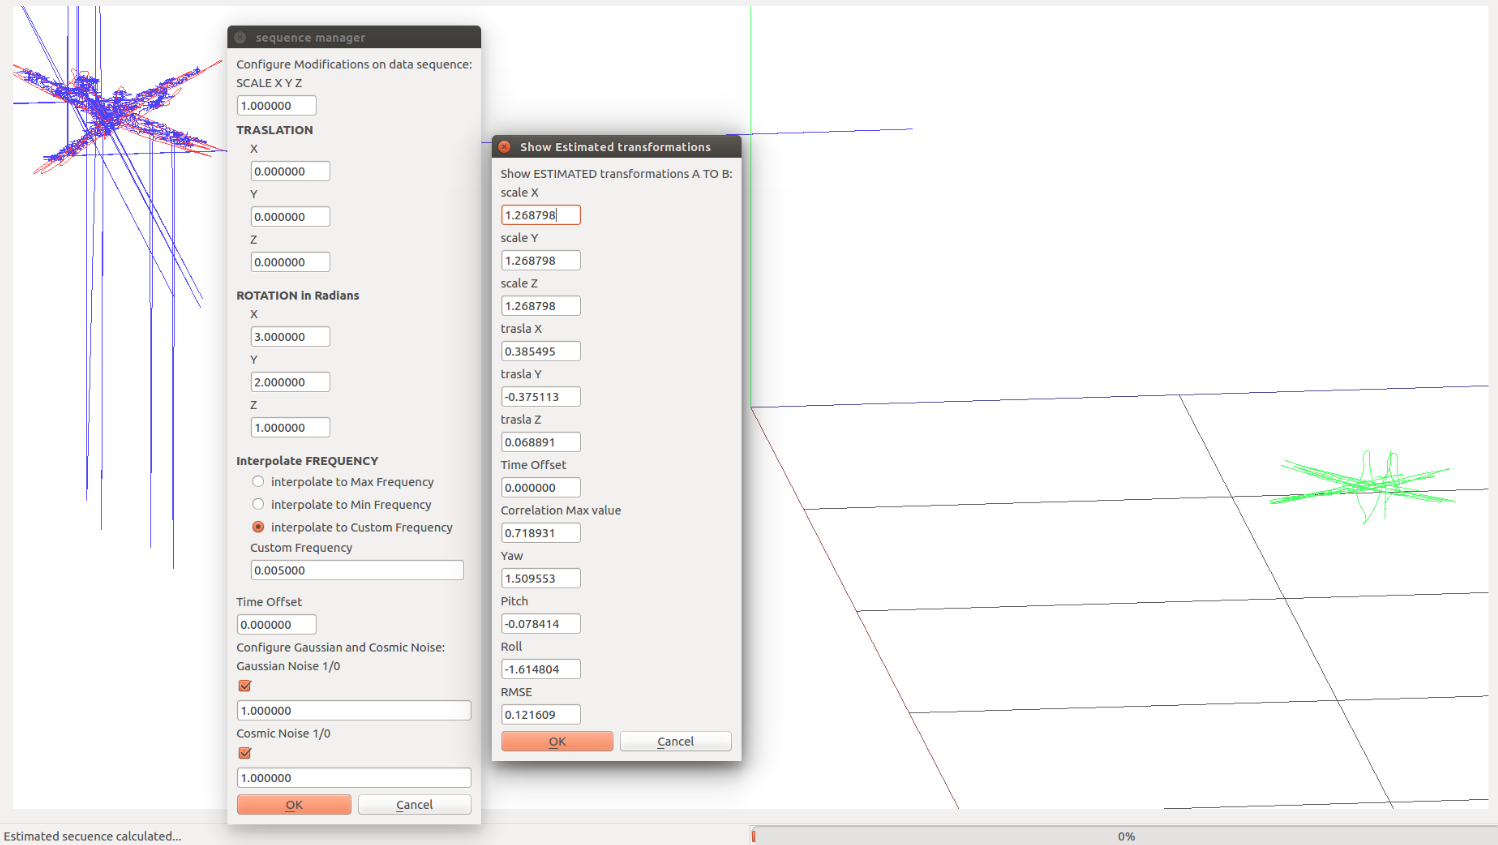 sequence manager
Configure Modifications on data sequence:
SCALE X Y Z
1.000000
TRASLATION
X
0.000000
Y
0.000000
Z
0.000000
ROTATION in Radians
X
3.000000
Y
2.000000
Z
1.000000
Interpolate FREQUENCY
interpolate to Max Frequency
interpolate to Min Frequency
interpolate to Custom Frequency
Custom Frequency
0.005000
Time Offset
0.000000
Configure Gaussian and Cosmic Noise:
Gaussian Noise 1/0
1.000000
Cosmic Noise 1/0
1.000000
OK Cancel
Show Estimated transformations
Show ESTIMATED transformations A TO B:
scale X
1.268798
scale Y
1.268798
scale Z
1.268798
trasla X
0.385495
trasla Y
-0.375113
trasla Z
0.068891
Time Offset
0.000000
Correlation Max value
0.718931
Yaw
1.509553
Pitch
-0.078414
Roll
-1.614804
RMSE
0.121609
OK Cancel
Estimated secuence calculated...
0%